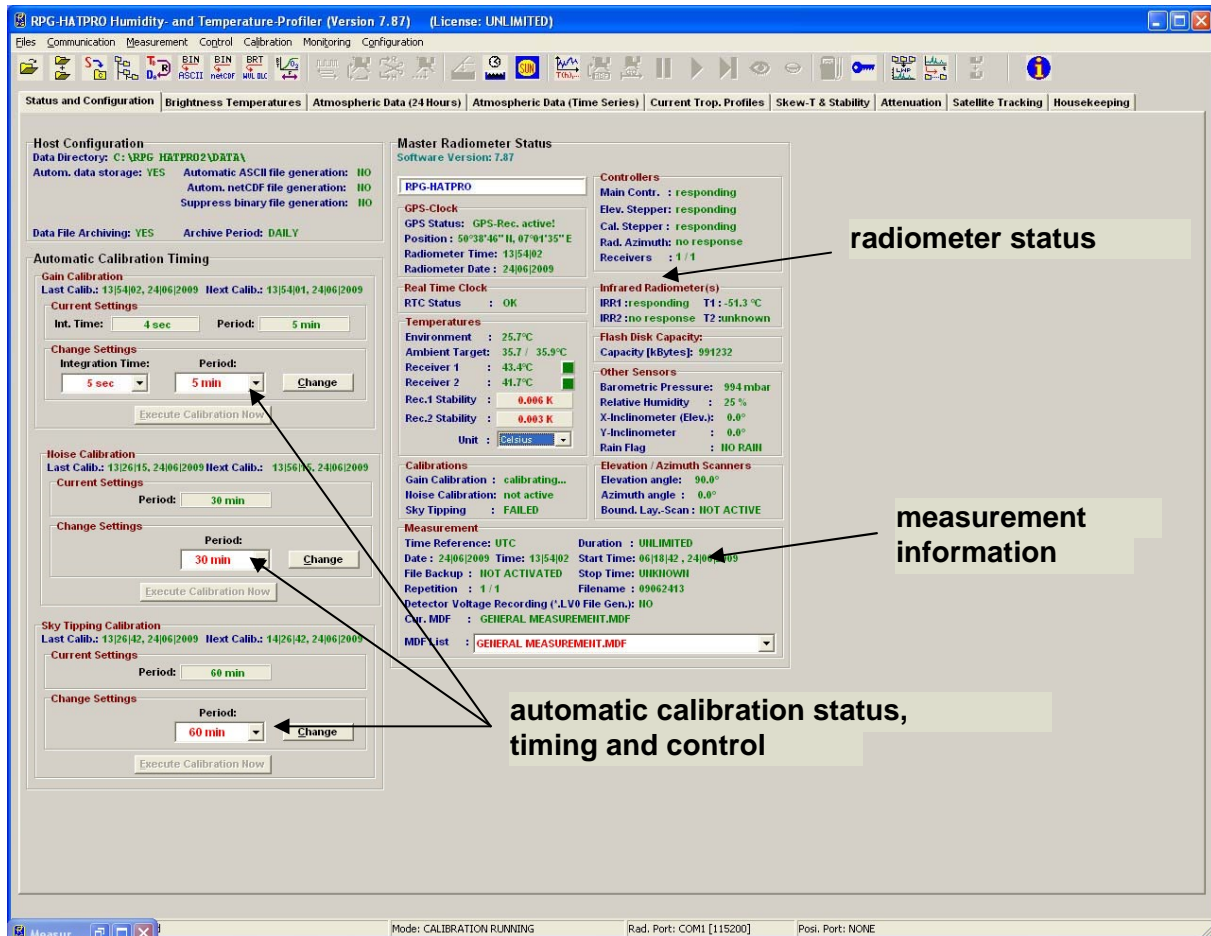 RPG-HATPRO Humidity- and Temperature-Profiler (Version 7.87) (License: UNLIMITED)
Files Communication Measurement Control Calibration Monitoring Configuration
BIN ASCII BIN netCDF BRT SUN T(h),... LWP
Status and Configuration Brightness Temperatures Atmospheric Data (24 Hours) Atmospheric Data (Time Series) Current Trop. Profiles Skew-T & Stability Attenuation Satellite Tracking Housekeeping
Host Configuration
Data Directory: C:\RPG HATPRO2\DATA\
Autom. data storage: YES Automatic ASCII file generation: NO
Autom. netCDF file generation: NO
Suppress binary file generation: NO
Data File Archiving: YES Archive Period: DAILY
Automatic Calibration Timing
Gain Calibration
Last Calib.: 13|54|02, 24|06|2009 Next Calib.: 13|54|01, 24|06|2009
Current Settings
Int. Time: 4 sec Period: 5 min
Change Settings
Integration Time: Period:
5 sec 5 min Change
Execute Calibration Now
Noise Calibration
Last Calib.: 13|26|15, 24|06|2009 Next Calib.: 13|56|15, 24|06|2009
Current Settings
Period: 30 min
Change Settings
Period:
30 min Change
Execute Calibration Now
Sky Tipping Calibration
Last Calib.: 13|26|42, 24|06|2009 Next Calib.: 14|26|42, 24|06|2009
Current Settings
Period: 60 min
Change Settings
Period:
60 min Change
Execute Calibration Now
Master Radiometer Status
Software Version: 7.87
RPG-HATPRO
GPS-Clock
GPS Status: GPS-Rec. active!
Position : 50°38'46" N, 07°01'35" E
Radiometer Time: 13|54|02
Radiometer Date : 24|06|2009
Real Time Clock
RTC Status : OK
Temperatures
Environment : 25.7°C
Ambient Target: 35.7 / 35.9°C
Receiver 1 : 43.4°C
Receiver 2 : 41.7°C
Rec.1 Stability : 0.006 K
Rec.2 Stability : 0.003 K
Unit : Celsius
Calibrations
Gain Calibration : calibrating...
Noise Calibration: not active
Sky Tipping : FAILED
Controllers
Main Contr. : responding
Elev. Stepper: responding
Cal. Stepper : responding
Rad. Azimuth: no response
Receivers : 1 / 1
Infrared Radiometer(s)
IRR1 :responding T1 : -51.3 °C
IRR2 :no response T2 :unknown
Flash Disk Capacity:
Capacity [kBytes]: 991232
Other Sensors
Barometric Pressure: 994 mbar
Relative Humidity : 25 %
X-Inclinometer (Elev.): 0.0°
Y-Inclinometer : 0.0°
Rain Flag : NO RAIN
Elevation / Azimuth Scanners
Elevation angle: 90.0°
Azimuth angle : 0.0°
Bound. Lay.-Scan : NOT ACTIVE
Measurement
Time Reference: UTC Duration : UNLIMITED
Date : 24|06|2009 Time: 13|54|02 Start Time: 06|18|42 , 24|06|2009
File Backup : NOT ACTIVATED Stop Time: UNKNOWN
Repetition : 1 / 1 Filename : 09062413
Detector Voltage Recording (*.LV0 File Gen.): NO
Cur. MDF : GENERAL MEASUREMENT.MDF
MDF List : GENERAL MEASUREMENT.MDF
radiometer status
measurement
information
automatic calibration status,
timing and control
Measur... Mode: CALIBRATION RUNNING Rad. Port: COM1 [115200] Posi. Port: NONE